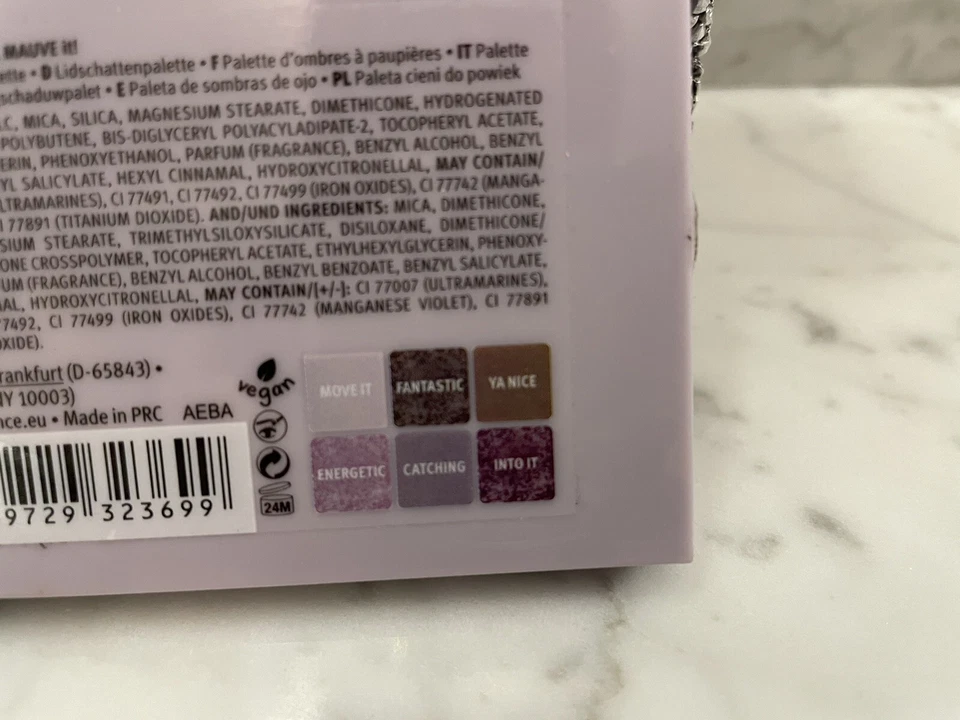 MAUVE it!
ette • D Lidschattenpalette • F Palette d'ombres à paupières • IT Palette
schaduwpalet • E Paleta de sombras de ojo • PL Paleta cieni do powiek
LC, MICA, SILICA, MAGNESIUM STEARATE, DIMETHICONE, HYDROGENATED
POLYBUTENE, BIS-DIGLYCERYL POLYACYLADIPATE-2, TOCOPHERYL ACETATE,
ERIN, PHENOXYETHANOL, PARFUM (FRAGRANCE), BENZYL ALCOHOL, BENZYL
YL SALICYLATE, HEXYL CINNAMAL, HYDROXYCITRONELLAL, MAY CONTAIN/
LTRAMARINES), CI 77491, CI 77492, CI 77499 (IRON OXIDES), CI 77742 (MANGA-
I 77891 (TITANIUM DIOXIDE). AND/UND INGREDIENTS: MICA, DIMETHICONE,
SIUM STEARATE, TRIMETHYLSILOXYSILICATE, DISILOXANE, DIMETHICONE/
ONE CROSSPOLYMER, TOCOPHERYL ACETATE, ETHYLHEXYLGLYCERIN, PHENOXY-
UM (FRAGRANCE), BENZYL ALCOHOL, BENZYL BENZOATE, BENZYL SALICYLATE,
AL, HYDROXYCITRONELLAL, MAY CONTAIN/[+/-]: CI 77007 (ULTRAMARINES),
7492, CI 77499 (IRON OXIDES), CI 77742 (MANGANESE VIOLET), CI 77891
OXIDE).
rankfurt (D-65843) •
NY 10003)
nce.eu • Made in PRC AEBA
9729 323699
vegan
24M
MOVE IT FANTASTIC YA NICE
ENERGETIC CATCHING INTO IT